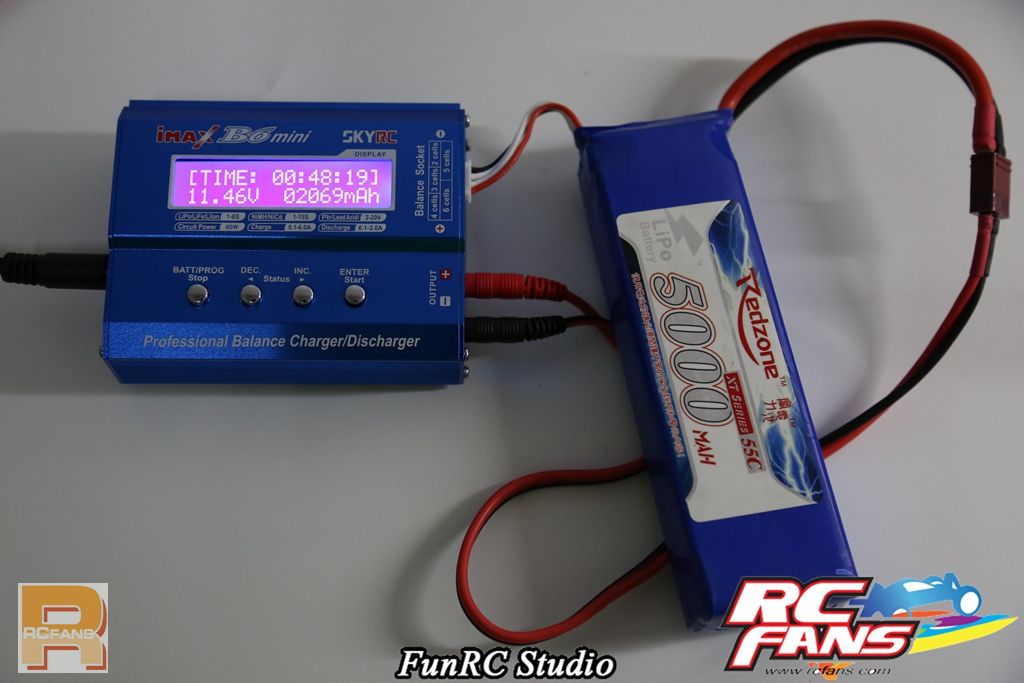 iMAX B6 mini SKYRC
DISPLAY
[TIME: 00:48:19]
11.46V 02069mAh
LiPo/LiFe/LiIon 1-6S NiMH/NiCd 1-15S Pb(Lead Acid) 2-20V
Circuit Power 60W Charge 0.1-6.0A Discharge 0.1-2.0A
Balance Socket
2 cells
3 cells
4 cells
5 cells
6 cells
BATT/PROG
Stop
DEC.
Status
INC.
ENTER
Start
OUTPUT
Professional Balance Charger/Discharger
LiPo
Battery
Redzone™
5000
MAH
XT SERIES 55C
RCFANS
FunRC Studio
RC
FANS
www.rcfans.com